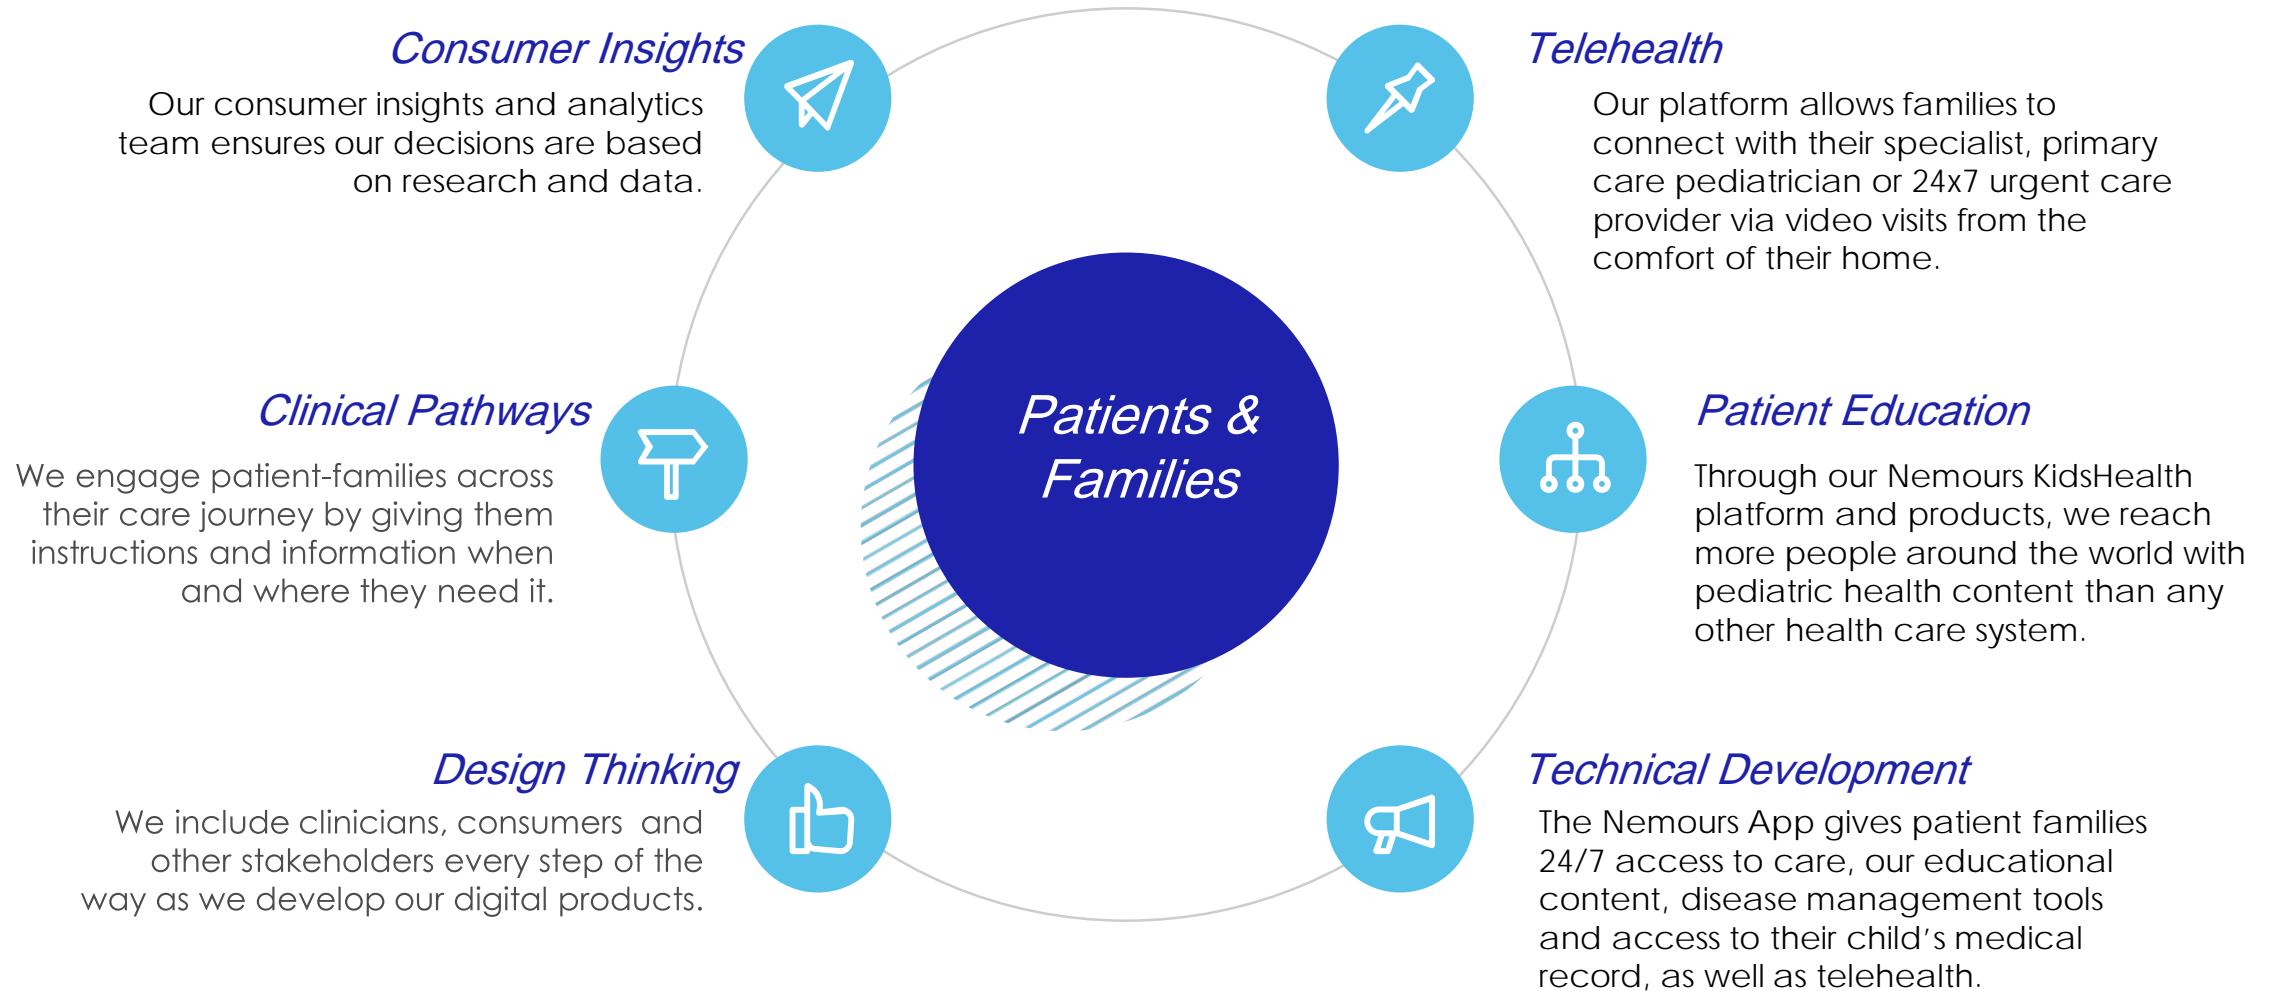 Consumer Insights
Our consumer insights and analytics
team ensures our decisions are based
on research and data.
Telehealth
Our platform allows families to
connect with their specialist, primary
care pediatrician or 24x7 urgent care
provider via video visits from the
comfort of their home.
Clinical Pathways
We engage patient-families across
their care journey by giving them
instructions and information when
and where they need it.
Patients &
Families
Patient Education
Through our Nemours KidsHealth
platform and products, we reach
more people around the world with
pediatric health content than any
other health care system.
Design Thinking
We include clinicians, consumers and
other stakeholders every step of the
way as we develop our digital products.
Technical Development
The Nemours App gives patient families
24/7 access to care, our educational
content, disease management tools
and access to their child’s medical
record, as well as telehealth.